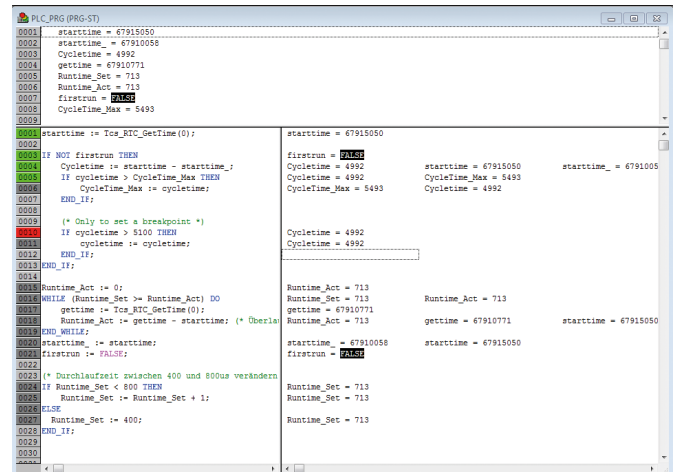 PLC_PRG (PRG-ST)
0001 starttime = 67915050
0002 starttime_ = 67910058
0003 Cycletime = 4992
0004 gettime = 67910771
0005 Runtime_Set = 713
0006 Runtime_Act = 713
0007 firstrun = FALSE
0008 CycleTime_Max = 5493
0009
0001 starttime := Tcs_RTC_GetTime(0); starttime = 67915050
0002
0003 IF NOT firstrun THEN firstrun = FALSE
0004 Cycletime := starttime - starttime_; Cycletime = 4992 starttime = 67915050 starttime_ = 6791005
0005 IF cycletime > CycleTime_Max THEN Cycletime = 4992 CycleTime_Max = 5493
0006 CycleTime_Max := cycletime; CycleTime_Max = 5493 Cycletime = 4992
0007 END_IF;
0008
0009 (* Only to set a breakpoint *)
0010 IF cycletime > 5100 THEN Cycletime = 4992
0011 cycletime := cycletime; Cycletime = 4992
0012 END_IF;
0013 END_IF;
0014
0015 Runtime_Act := 0; Runtime_Act = 713
0016 WHILE (Runtime_Set >= Runtime_Act) DO Runtime_Set = 713 Runtime_Act = 713
0017 gettime := Tcs_RTC_GetTime(0); gettime = 67910771
0018 Runtime_Act := gettime - starttime; (* Überlau Runtime_Act = 713 gettime = 67910771 starttime = 67915050
0019 END_WHILE;
0020 starttime_ := starttime; starttime_ = 67910058 starttime = 67915050
0021 firstrun := FALSE; firstrun = FALSE
0022
0023 (* Durchlaufzeit zwischen 400 und 800us verändern
0024 IF Runtime_Set < 800 THEN Runtime_Set = 713
0025 Runtime_Set := Runtime_Set + 1; Runtime_Set = 713
0026 ELSE
0027 Runtime_Set := 400; Runtime_Set = 713
0028 END_IF;
0029
0030